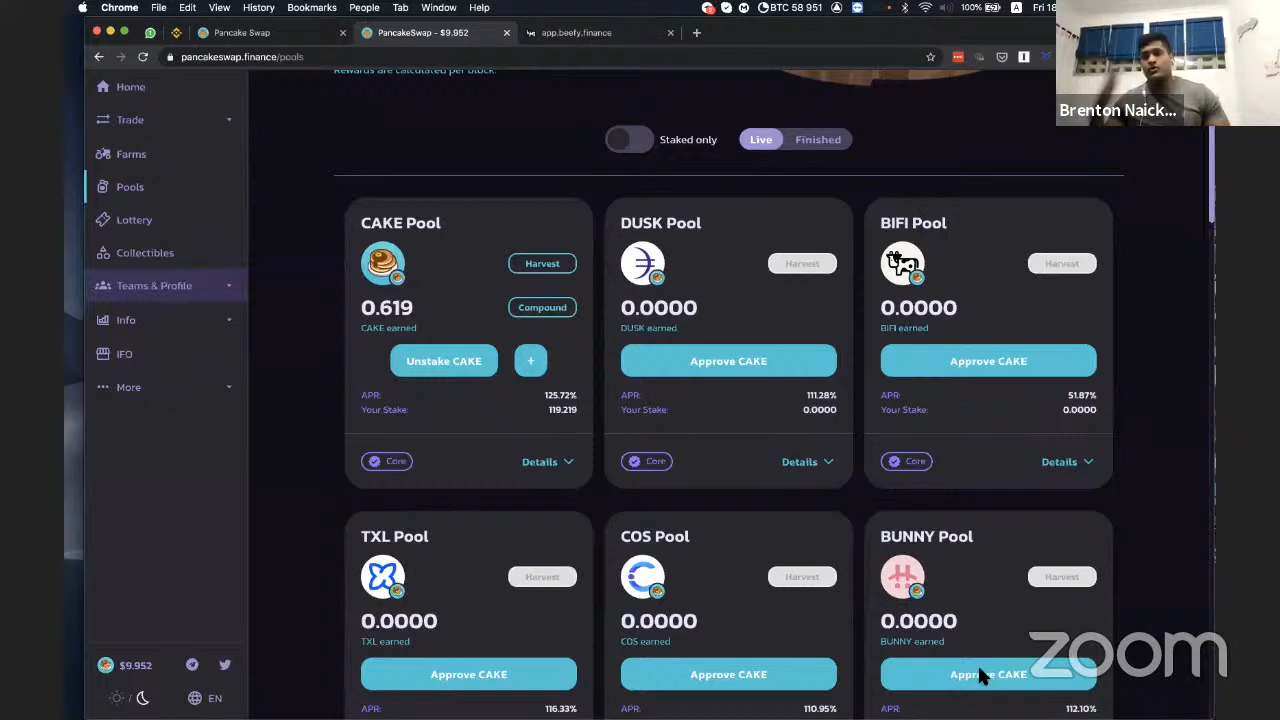 Chrome File Edit View History Bookmarks People Tab Window Help BTC 58 951 100% A Fri 18
Pancake Swap × PancakeSwap - $9.952 × app.beefy.finance × +
pancakeswap.finance/pools
Brenton Naick...
Rewards are calculated per block.
Home
Trade
Farms
Pools
Lottery
Collectibles
Teams & Profile
Info
IFO
More
$9.952
EN
Staked only Live Finished
CAKE Pool
Harvest
0.619 Compound
CAKE earned
Unstake CAKE +
APR: 125.72%
Your Stake: 119.219
Core Details
DUSK Pool
Harvest
0.0000
DUSK earned
Approve CAKE
APR: 111.28%
Your Stake: 0.0000
Core Details
BIFI Pool
Harvest
0.0000
BIFI earned
Approve CAKE
APR: 51.87%
Your Stake: 0.0000
Core Details
TXL Pool
Harvest
0.0000
TXL earned
Approve CAKE
APR: 116.33%
COS Pool
Harvest
0.0000
COS earned
Approve CAKE
APR: 110.95%
BUNNY Pool
Harvest
0.0000
BUNNY earned
Approve CAKE
APR: 112.10%
zoom